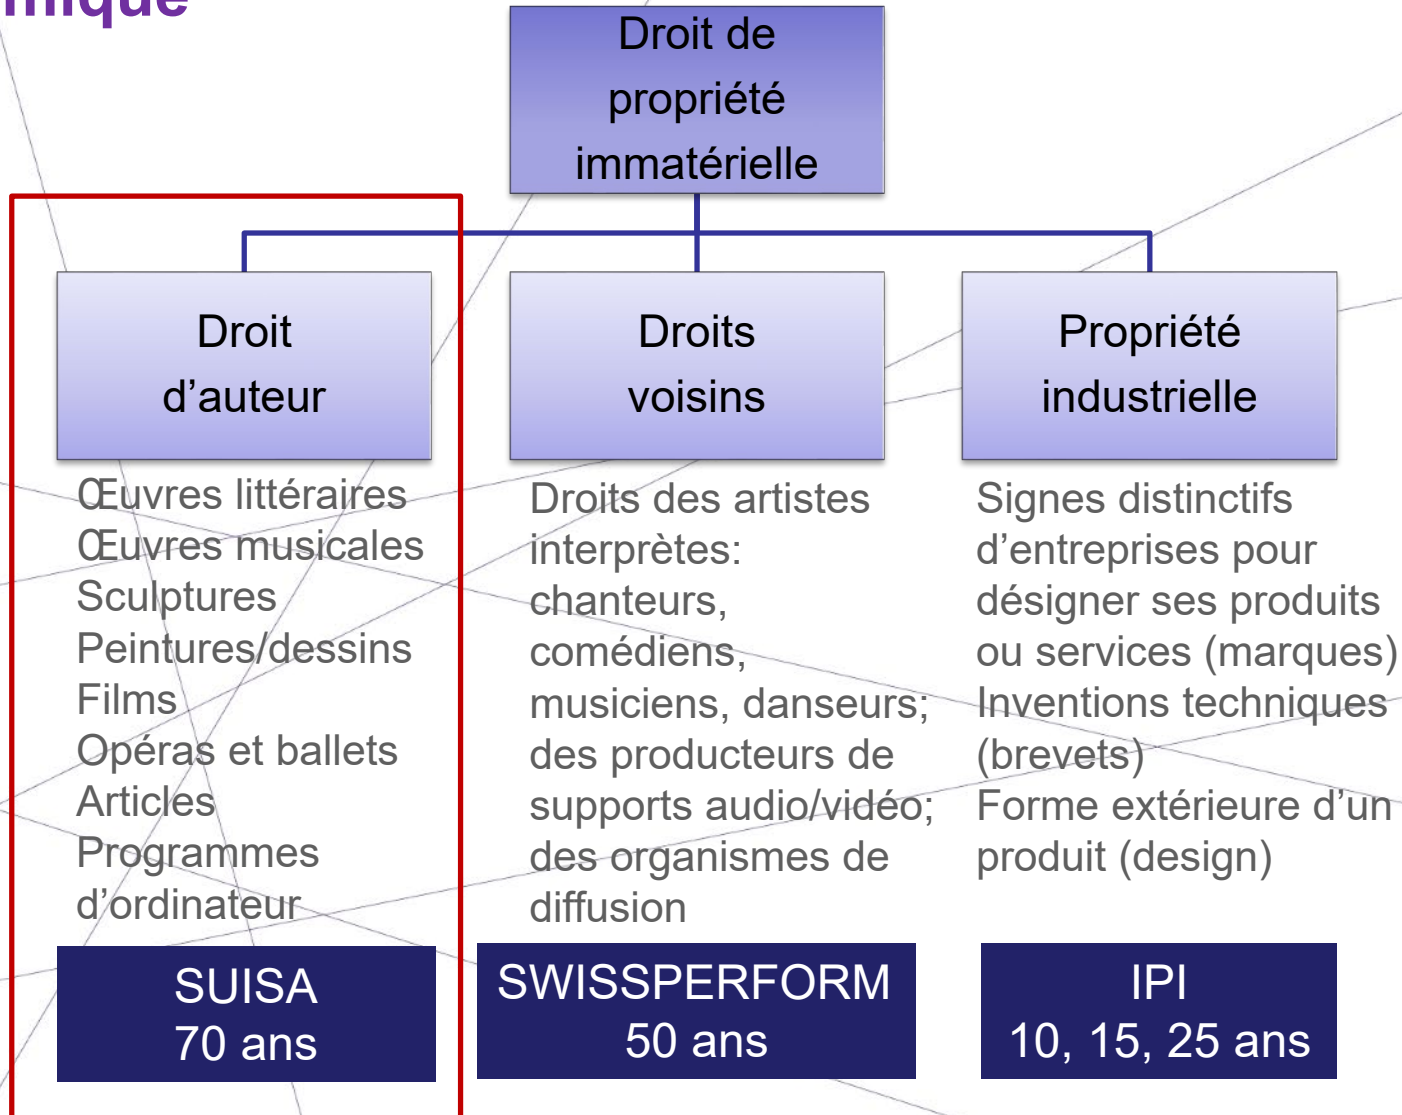 Droit de
propriété
immatérielle
Droit
d’auteur
Œuvres littéraires
Œuvres musicales
Sculptures
Peintures/dessins
Films
Opéras et ballets
Articles
Programmes
d’ordinateur
SUISA
70 ans
Droits
voisins
Droits des artistes
interprètes:
chanteurs,
comédiens,
musiciens, danseurs;
des producteurs de
supports audio/vidéo;
des organismes de
diffusion
SWISSPERFORM
50 ans
Propriété
industrielle
Signes distinctifs
d’entreprises pour
désigner ses produits
ou services (marques)
Inventions techniques
(brevets)
Forme extérieure d’un
produit (design)
IPI
10, 15, 25 ans